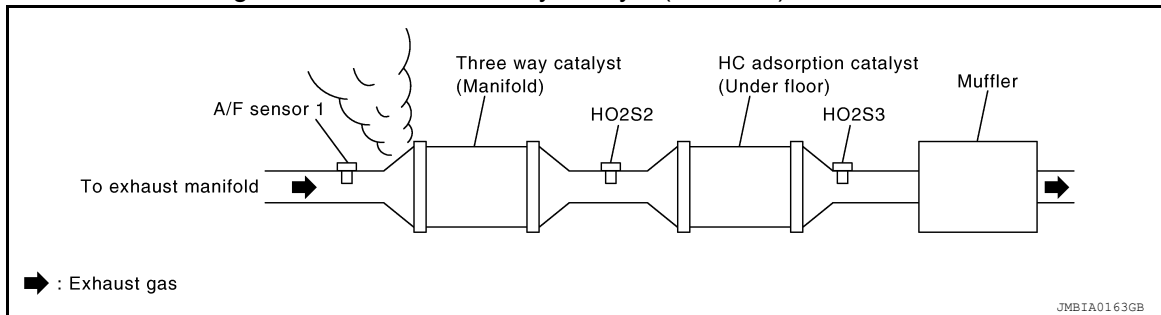 Three way catalyst
(Manifold)
HC adsorption catalyst
(Under floor)
Muffler
A/F sensor 1
HO2S2
HO2S3
To exhaust manifold
: Exhaust gas
JMBIA0163GB